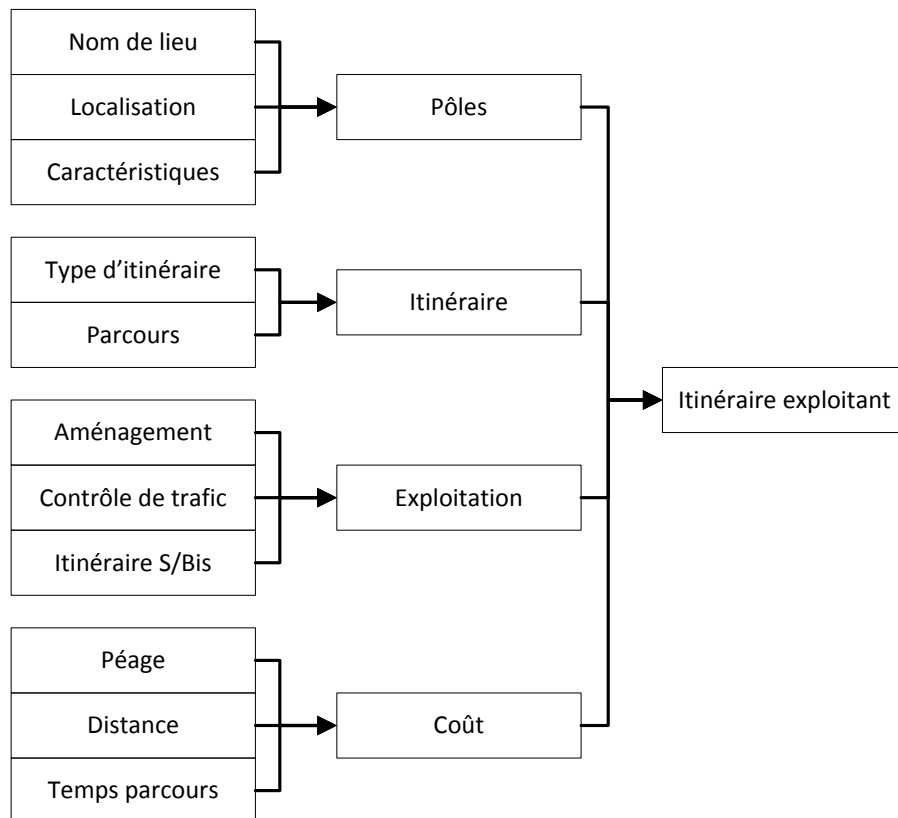 Nom de lieu
Localisation
Caractéristiques
Pôles
Type d’itinéraire
Parcours
Itinéraire
Aménagement
Contrôle de trafic
Itinéraire S/Bis
Exploitation
Péage
Distance
Temps parcours
Coût
Itinéraire exploitant